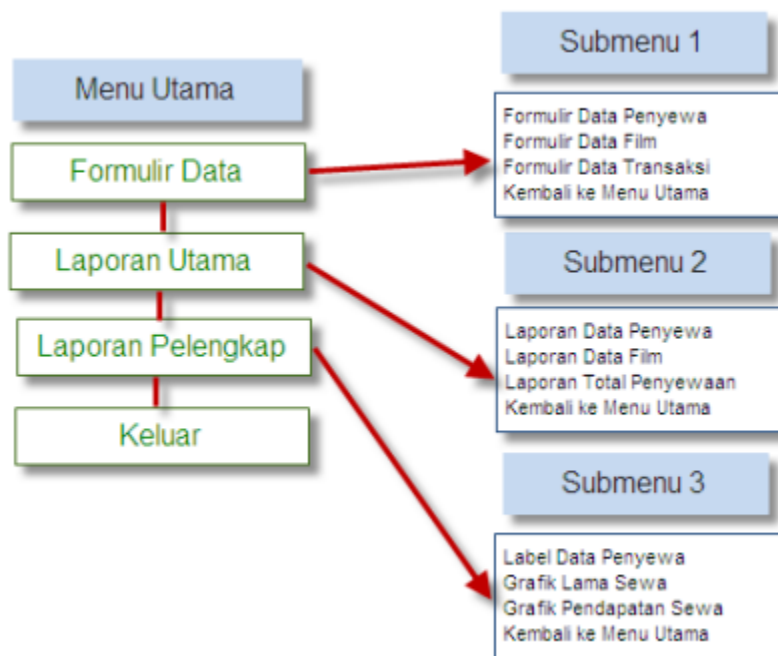 Menu Utama
Formulir Data
Laporan Utama
Laporan Pelengkap
Keluar
Submenu 1
Formulir Data Penyewa
Formulir Data Film
Formulir Data Transaksi
Kembali ke Menu Utama
Submenu 2
Laporan Data Penyewa
Laporan Data Film
Laporan Total Penyewaan
Kembali ke Menu Utama
Submenu 3
Label Data Penyewa
Grafik Lama Sewa
Grafik Pendapatan Sewa
Kembali ke Menu Utama